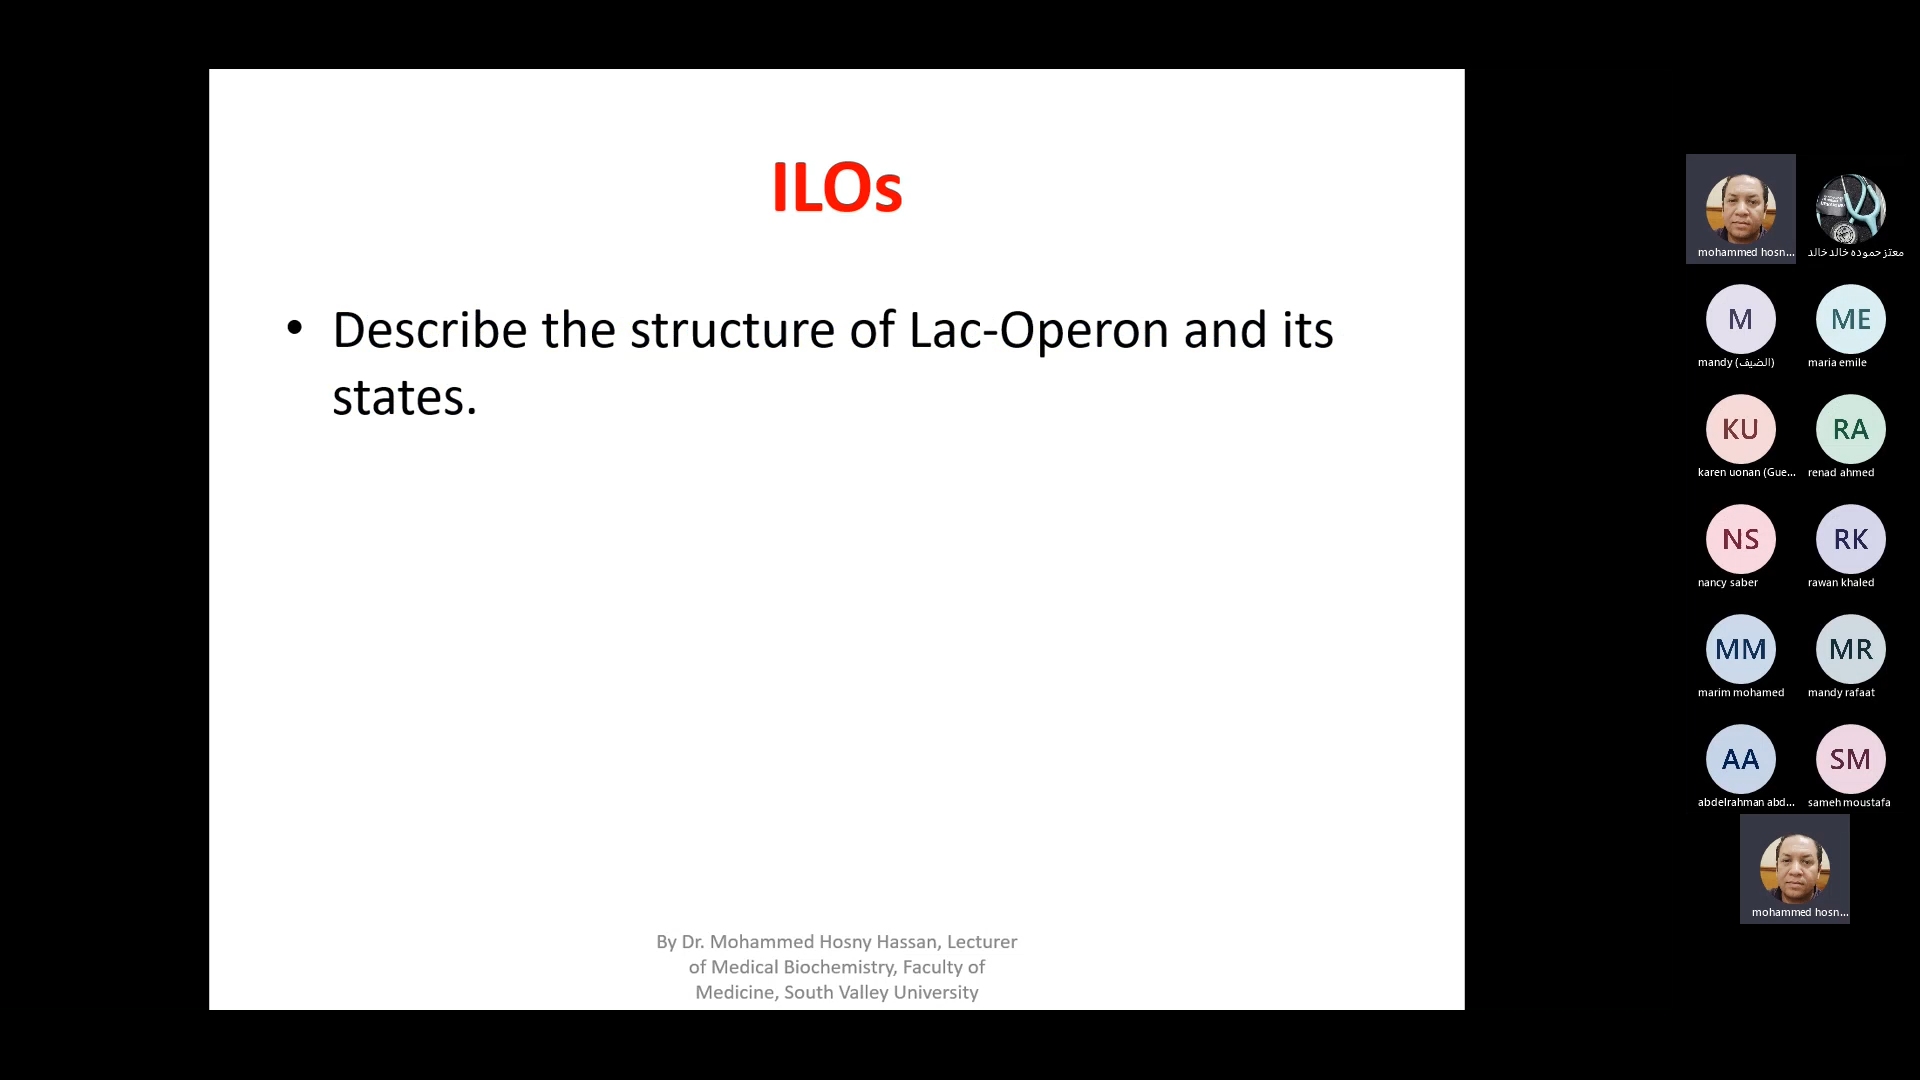 ILOs
• Describe the structure of Lac-Operon and its
states.
By Dr. Mohammed Hosny Hassan, Lecturer
of Medical Biochemistry, Faculty of
Medicine, South Valley University
mohammed hosn...
معتز حموده خالد خالد
M
mandy (الضيف)
ME
maria emile
KU
karen uonan (Gue...
RA
renad ahmed
NS
nancy saber
RK
rawan khaled
MM
marim mohamed
MR
mandy rafaat
AA
abdelrahman abd...
SM
sameh moustafa
mohammed hosn...